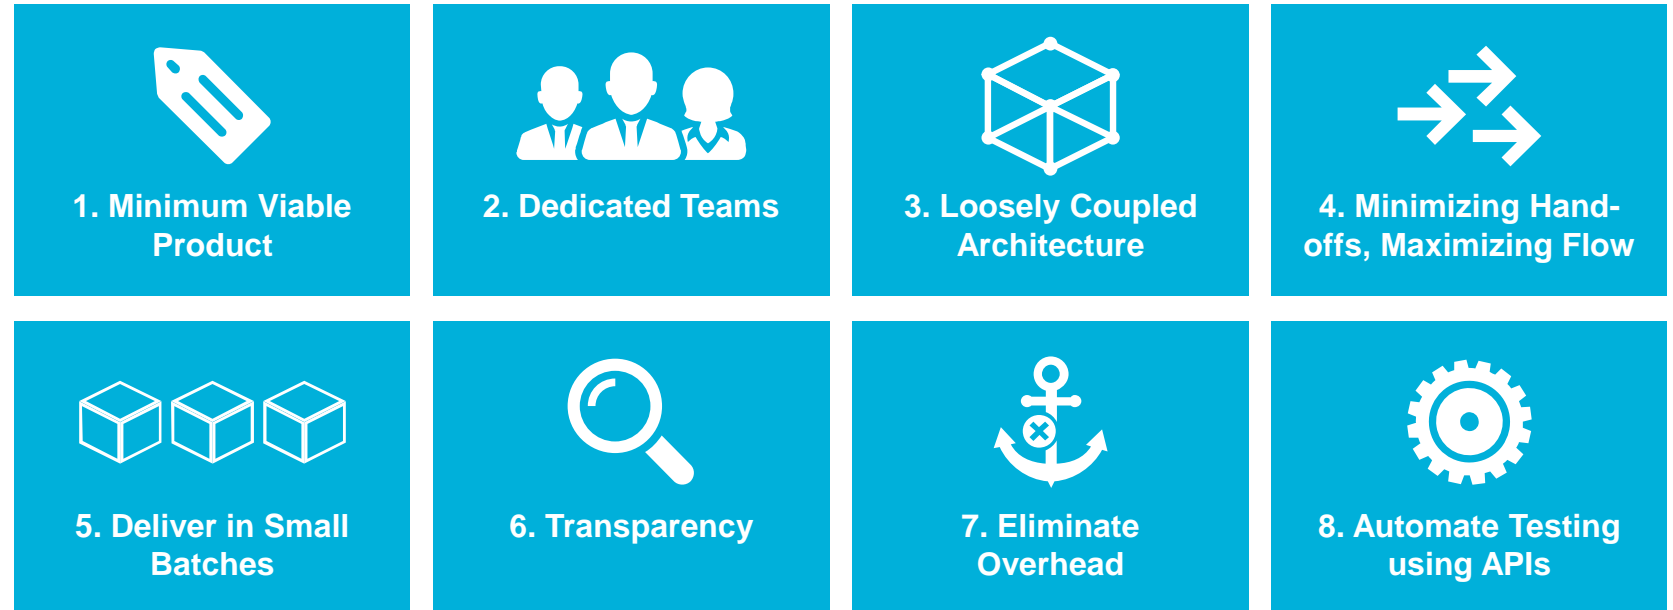 1. Minimum Viable
Product
2. Dedicated Teams
3. Loosely Coupled
Architecture
4. Minimizing Hand-
offs, Maximizing Flow
5. Deliver in Small
Batches
6. Transparency
7. Eliminate
Overhead
8. Automate Testing
using APIs